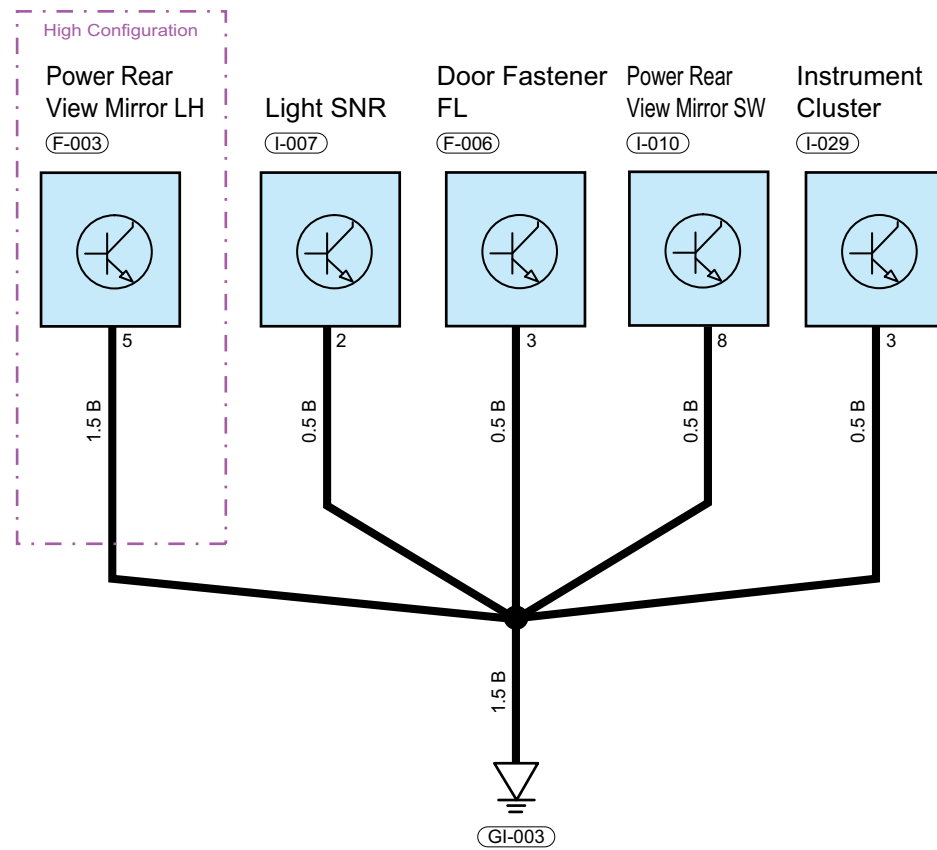 High Configuration
Power Rear
View Mirror LH
F-003
Light SNR
I-007
Door Fastener
FL
F-006
Power Rear
View Mirror SW
I-010
Instrument
Cluster
I-029
5
2
3
8
3
1.5 B
0.5 B
0.5 B
0.5 B
0.5 B
1.5 B
GI-003